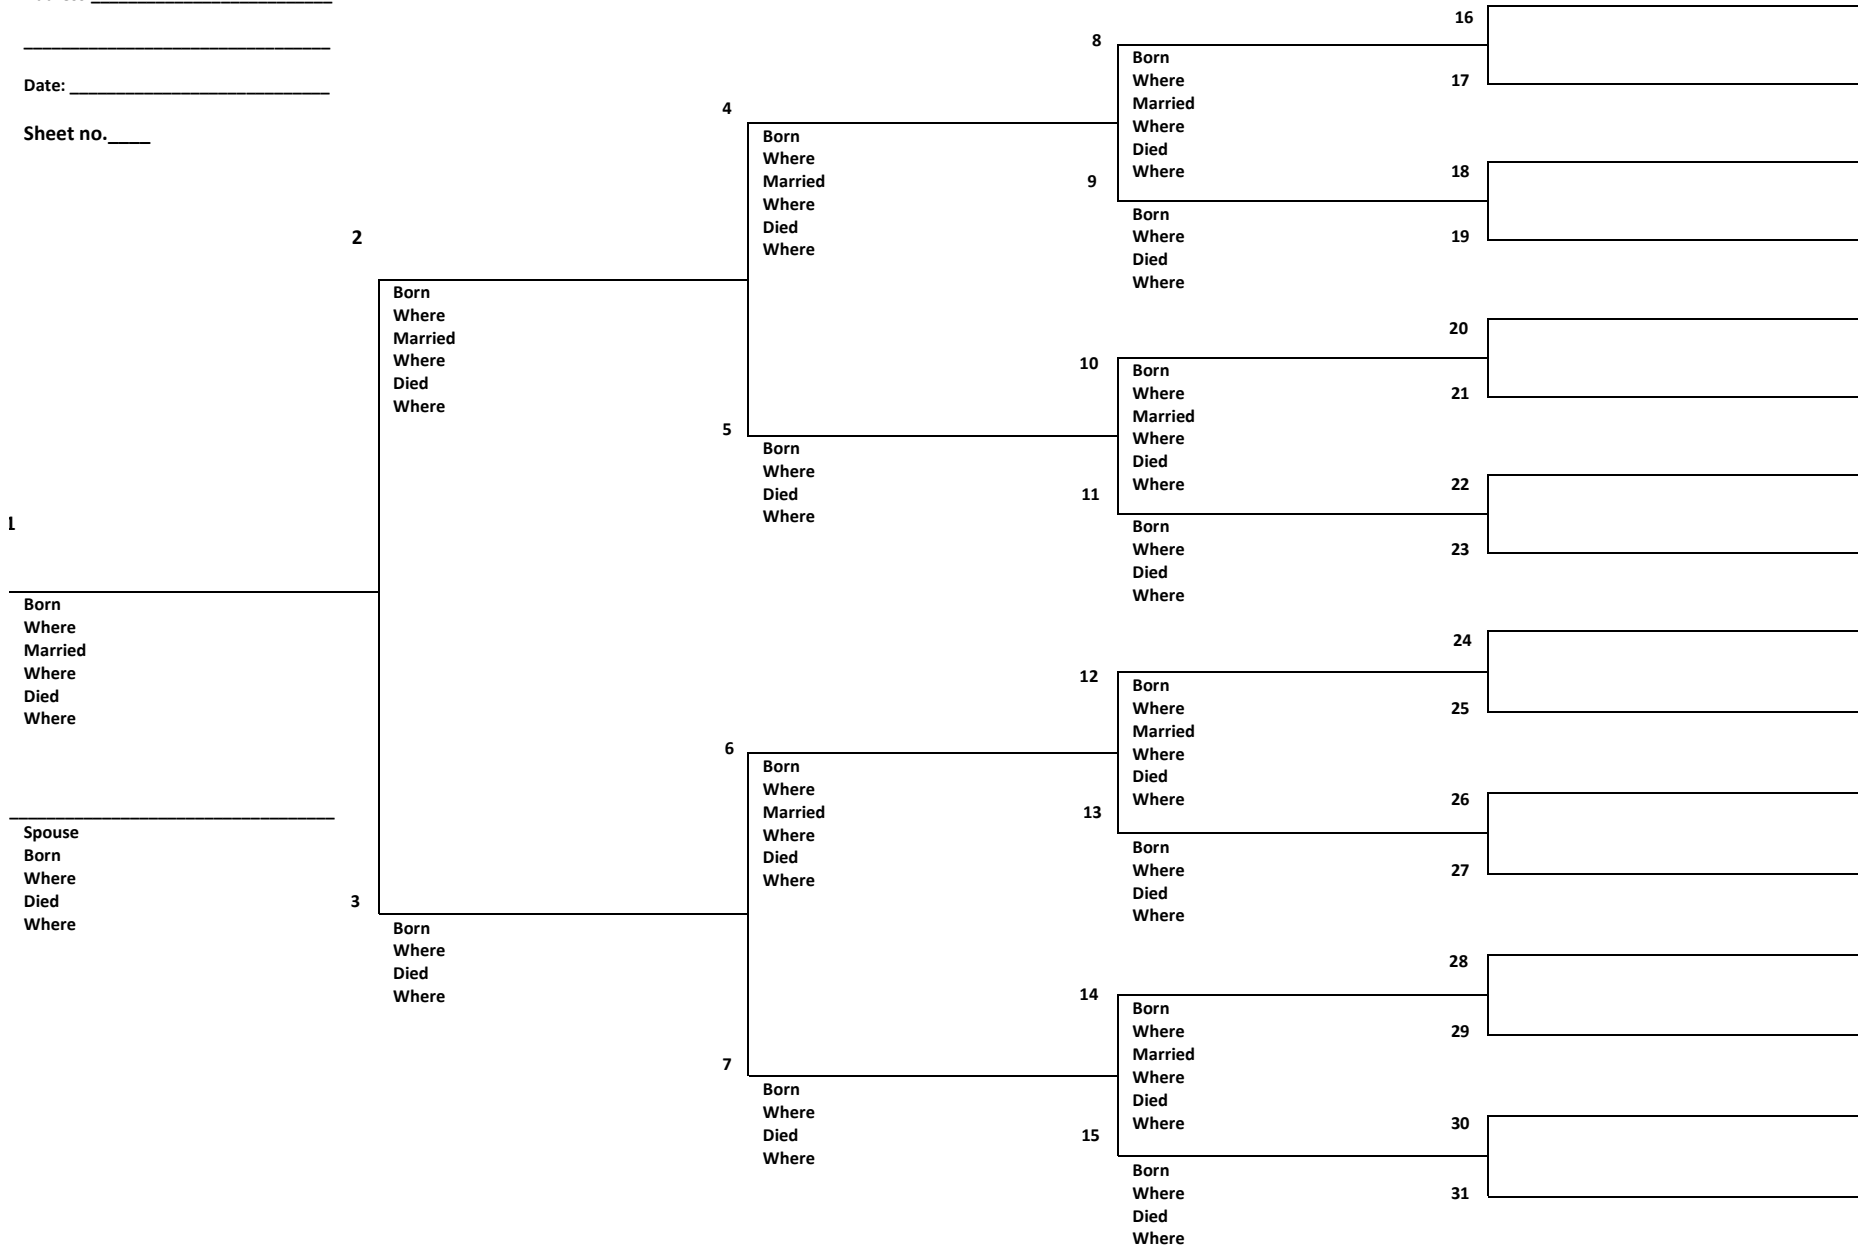 ________________________________
Date: ____________________________
Sheet no.____
1
Born
Where
Married
Where
Died
Where
__________________________________
Spouse
Born
Where
Died
Where
2
Born
Where
Married
Where
Died
Where
3
Born
Where
Died
Where
4
Born
Where
Married
Where
Died
Where
5
Born
Where
Died
Where
6
Born
Where
Married
Where
Died
Where
7
Born
Where
Died
Where
8
Born
Where
Married
Where
Died
Where
9
Born
Where
Died
Where
10
Born
Where
Married
Where
Died
Where
11
Born
Where
Died
Where
12
Born
Where
Married
Where
Died
Where
13
Born
Where
Died
Where
14
Born
Where
Married
Where
Died
Where
15
Born
Where
Died
Where
16
17
18
19
20
21
22
23
24
25
26
27
28
29
30
31